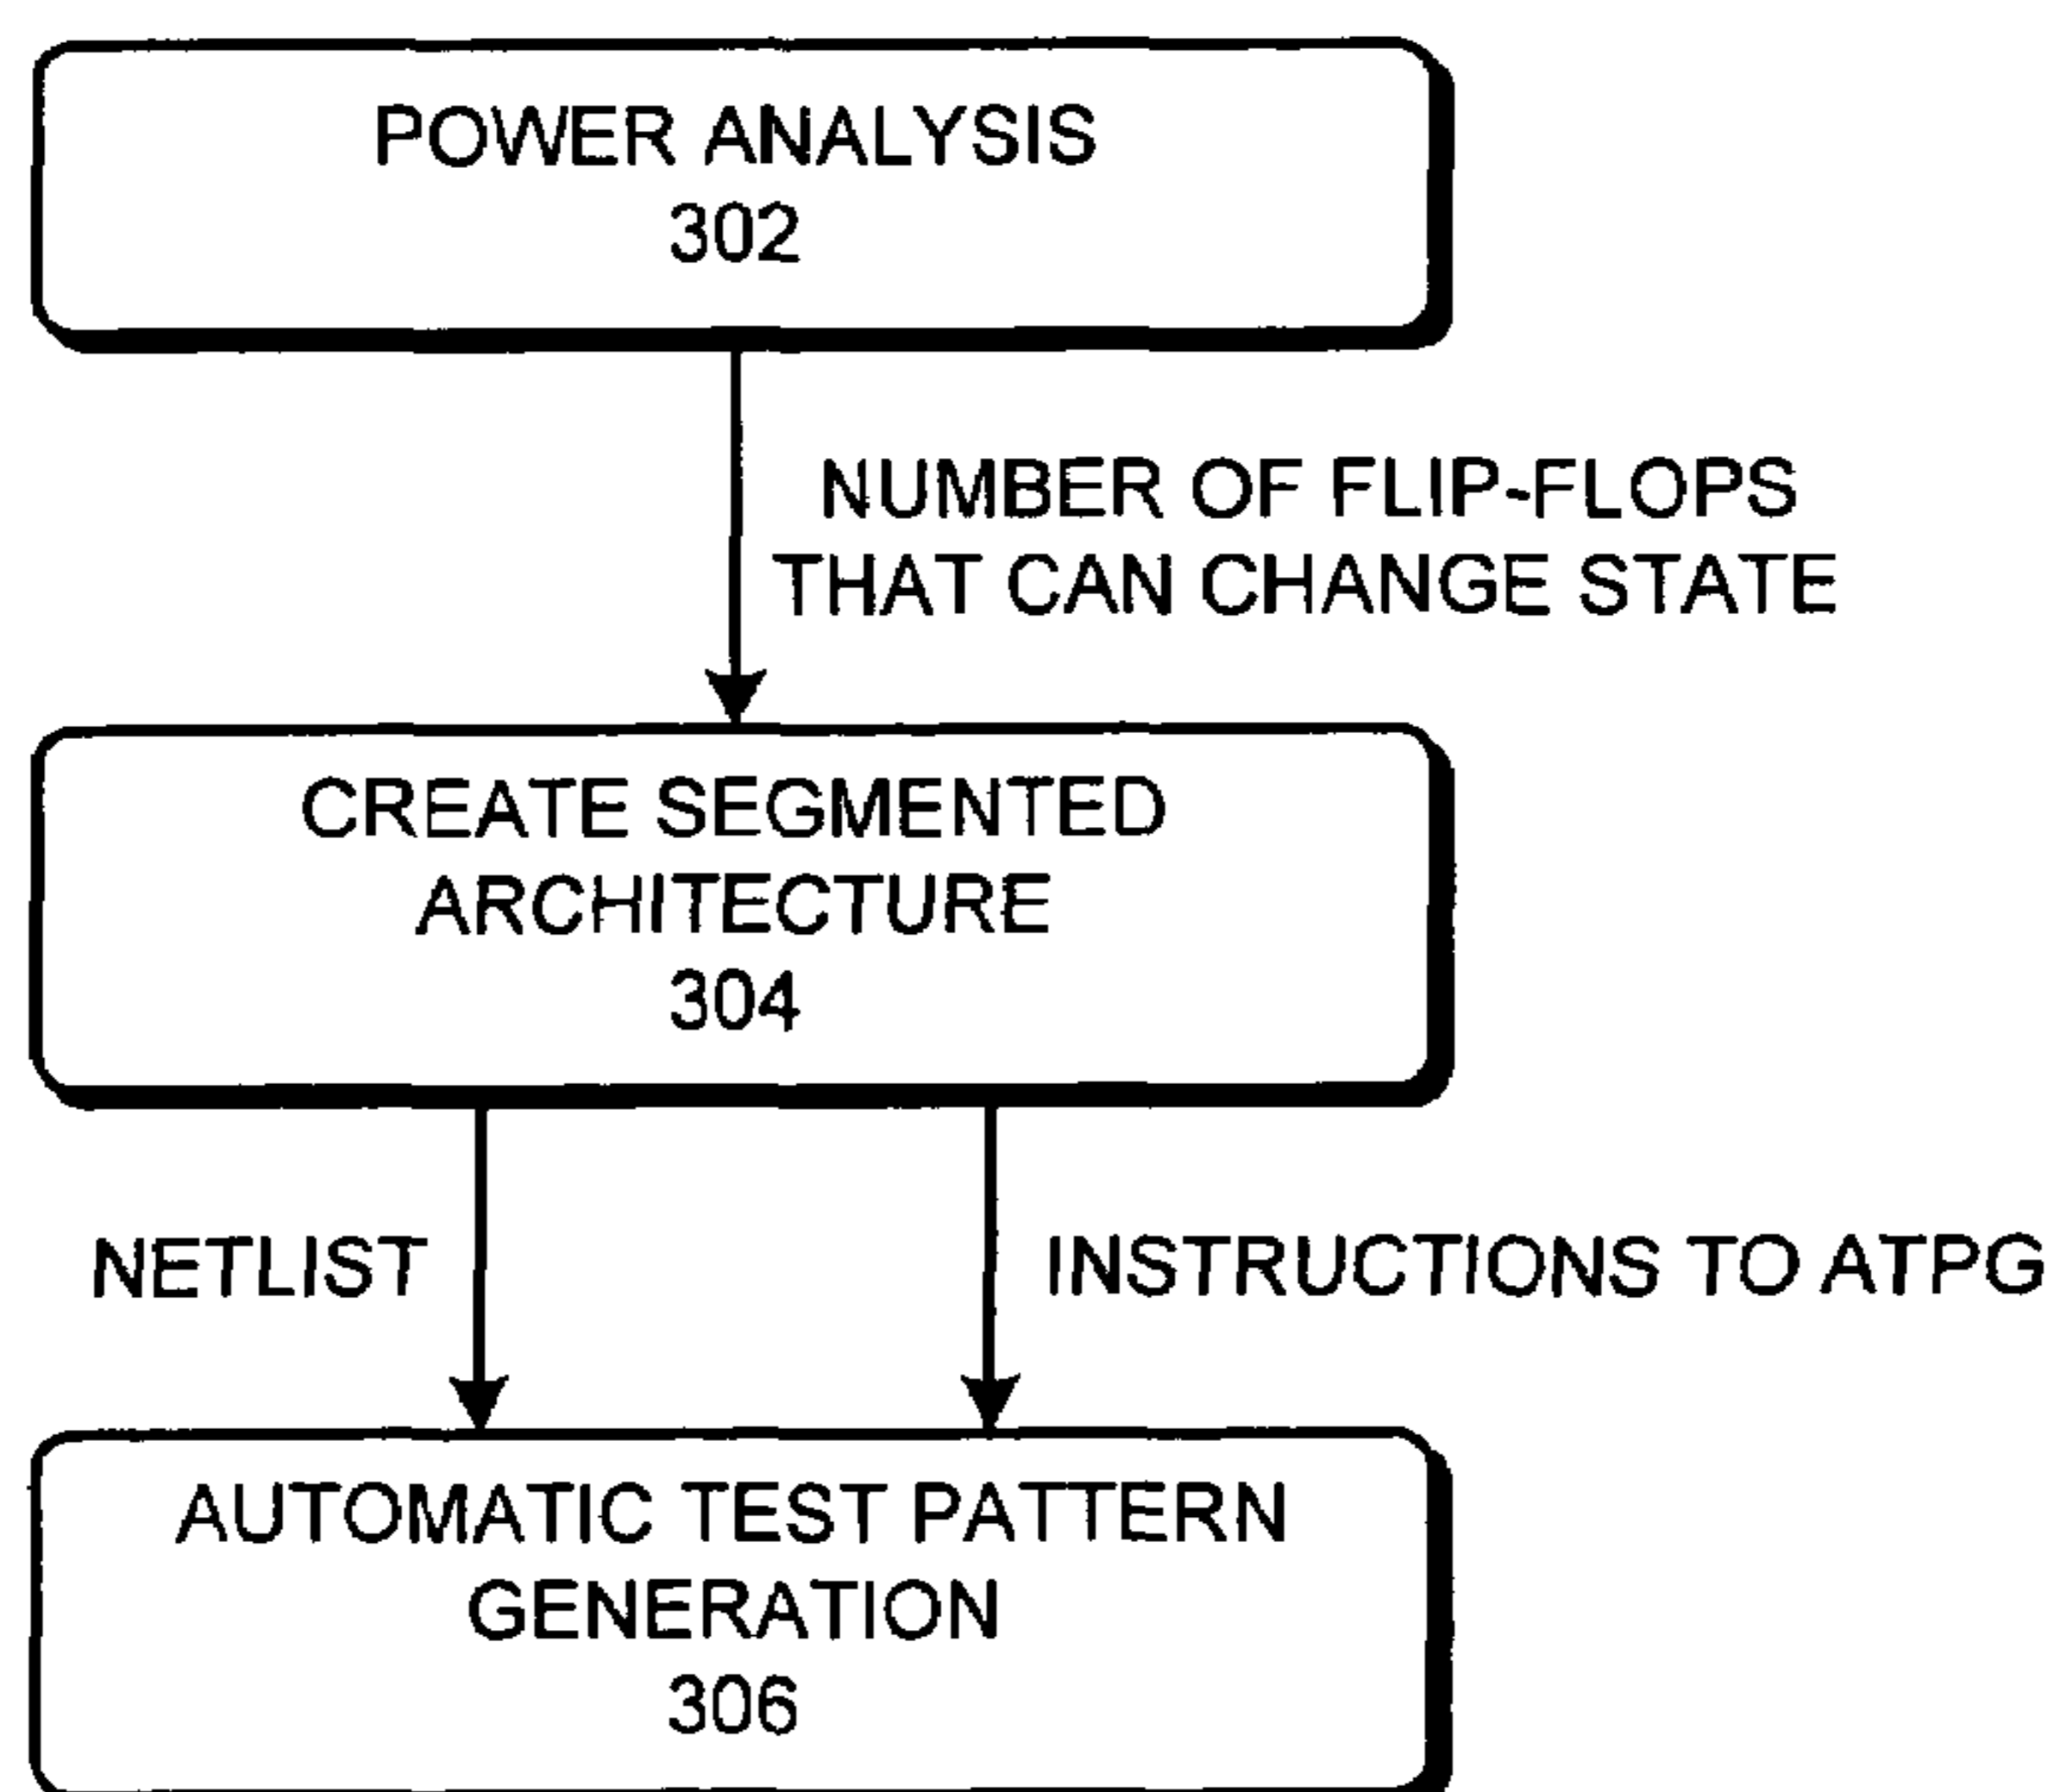 POWER ANALYSIS
302
NUMBER OF FLIP-FLOPS
THAT CAN CHANGE STATE
CREATE SEGMENTED
ARCHITECTURE
304
NETLIST
INSTRUCTIONS TO ATPG
AUTOMATIC TEST PATTERN
GENERATION
306